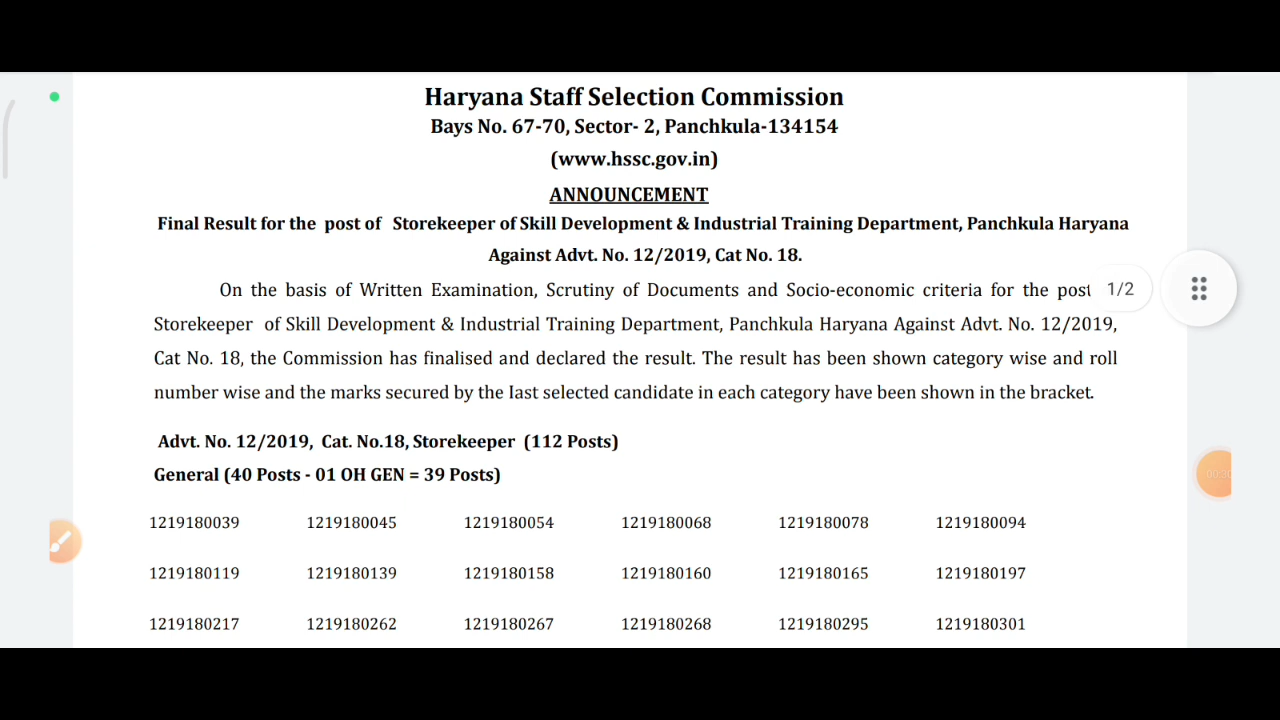 Haryana Staff Selection Commission
Bays No. 67-70, Sector- 2, Panchkula-134154
(www.hssc.gov.in)
ANNOUNCEMENT
Final Result for the post of Storekeeper of Skill Development & Industrial Training Department, Panchkula Haryana
Against Advt. No. 12/2019, Cat No. 18.
On the basis of Written Examination, Scrutiny of Documents and Socio-economic criteria for the post
1/2
Storekeeper of Skill Development & Industrial Training Department, Panchkula Haryana Against Advt. No. 12/2019,
Cat No. 18, the Commission has finalised and declared the result. The result has been shown category wise and roll
number wise and the marks secured by the last selected candidate in each category have been shown in the bracket.
Advt. No. 12/2019, Cat. No.18, Storekeeper (112 Posts)
General (40 Posts - 01 OH GEN = 39 Posts)
1219180039 1219180045 1219180054 1219180068 1219180078 1219180094
1219180119 1219180139 1219180158 1219180160 1219180165 1219180197
1219180217 1219180262 1219180267 1219180268 1219180295 1219180301